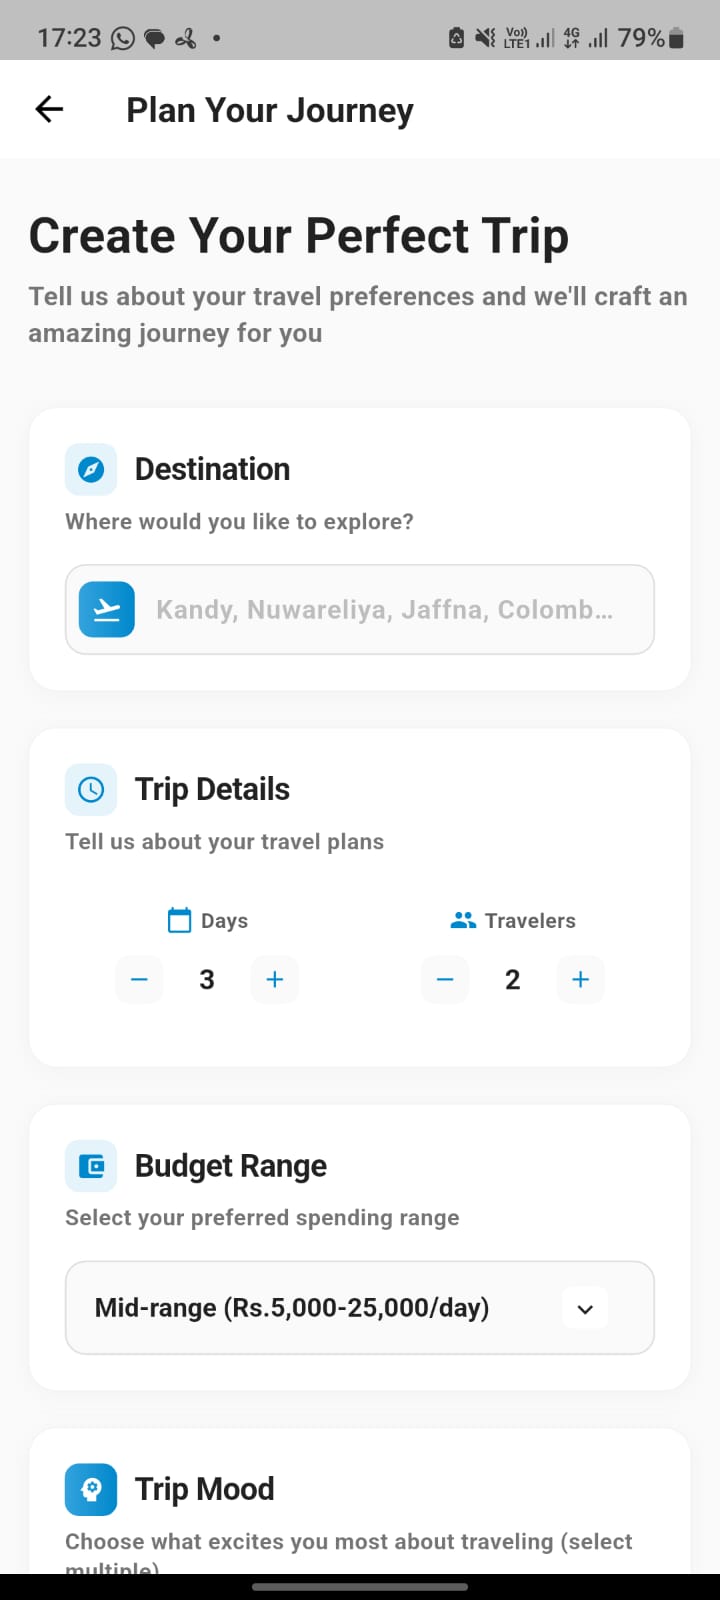 17:23
Vo)) LTE1 4G 79%
Plan Your Journey
Create Your Perfect Trip
Tell us about your travel preferences and we'll craft an
amazing journey for you
Destination
Where would you like to explore?
Kandy, Nuwareliya, Jaffna, Colomb...
Trip Details
Tell us about your travel plans
Days
Travelers
− 3 +
− 2 +
Budget Range
Select your preferred spending range
Mid-range (Rs.5,000-25,000/day)
Trip Mood
Choose what excites you most about traveling (select
multiple)